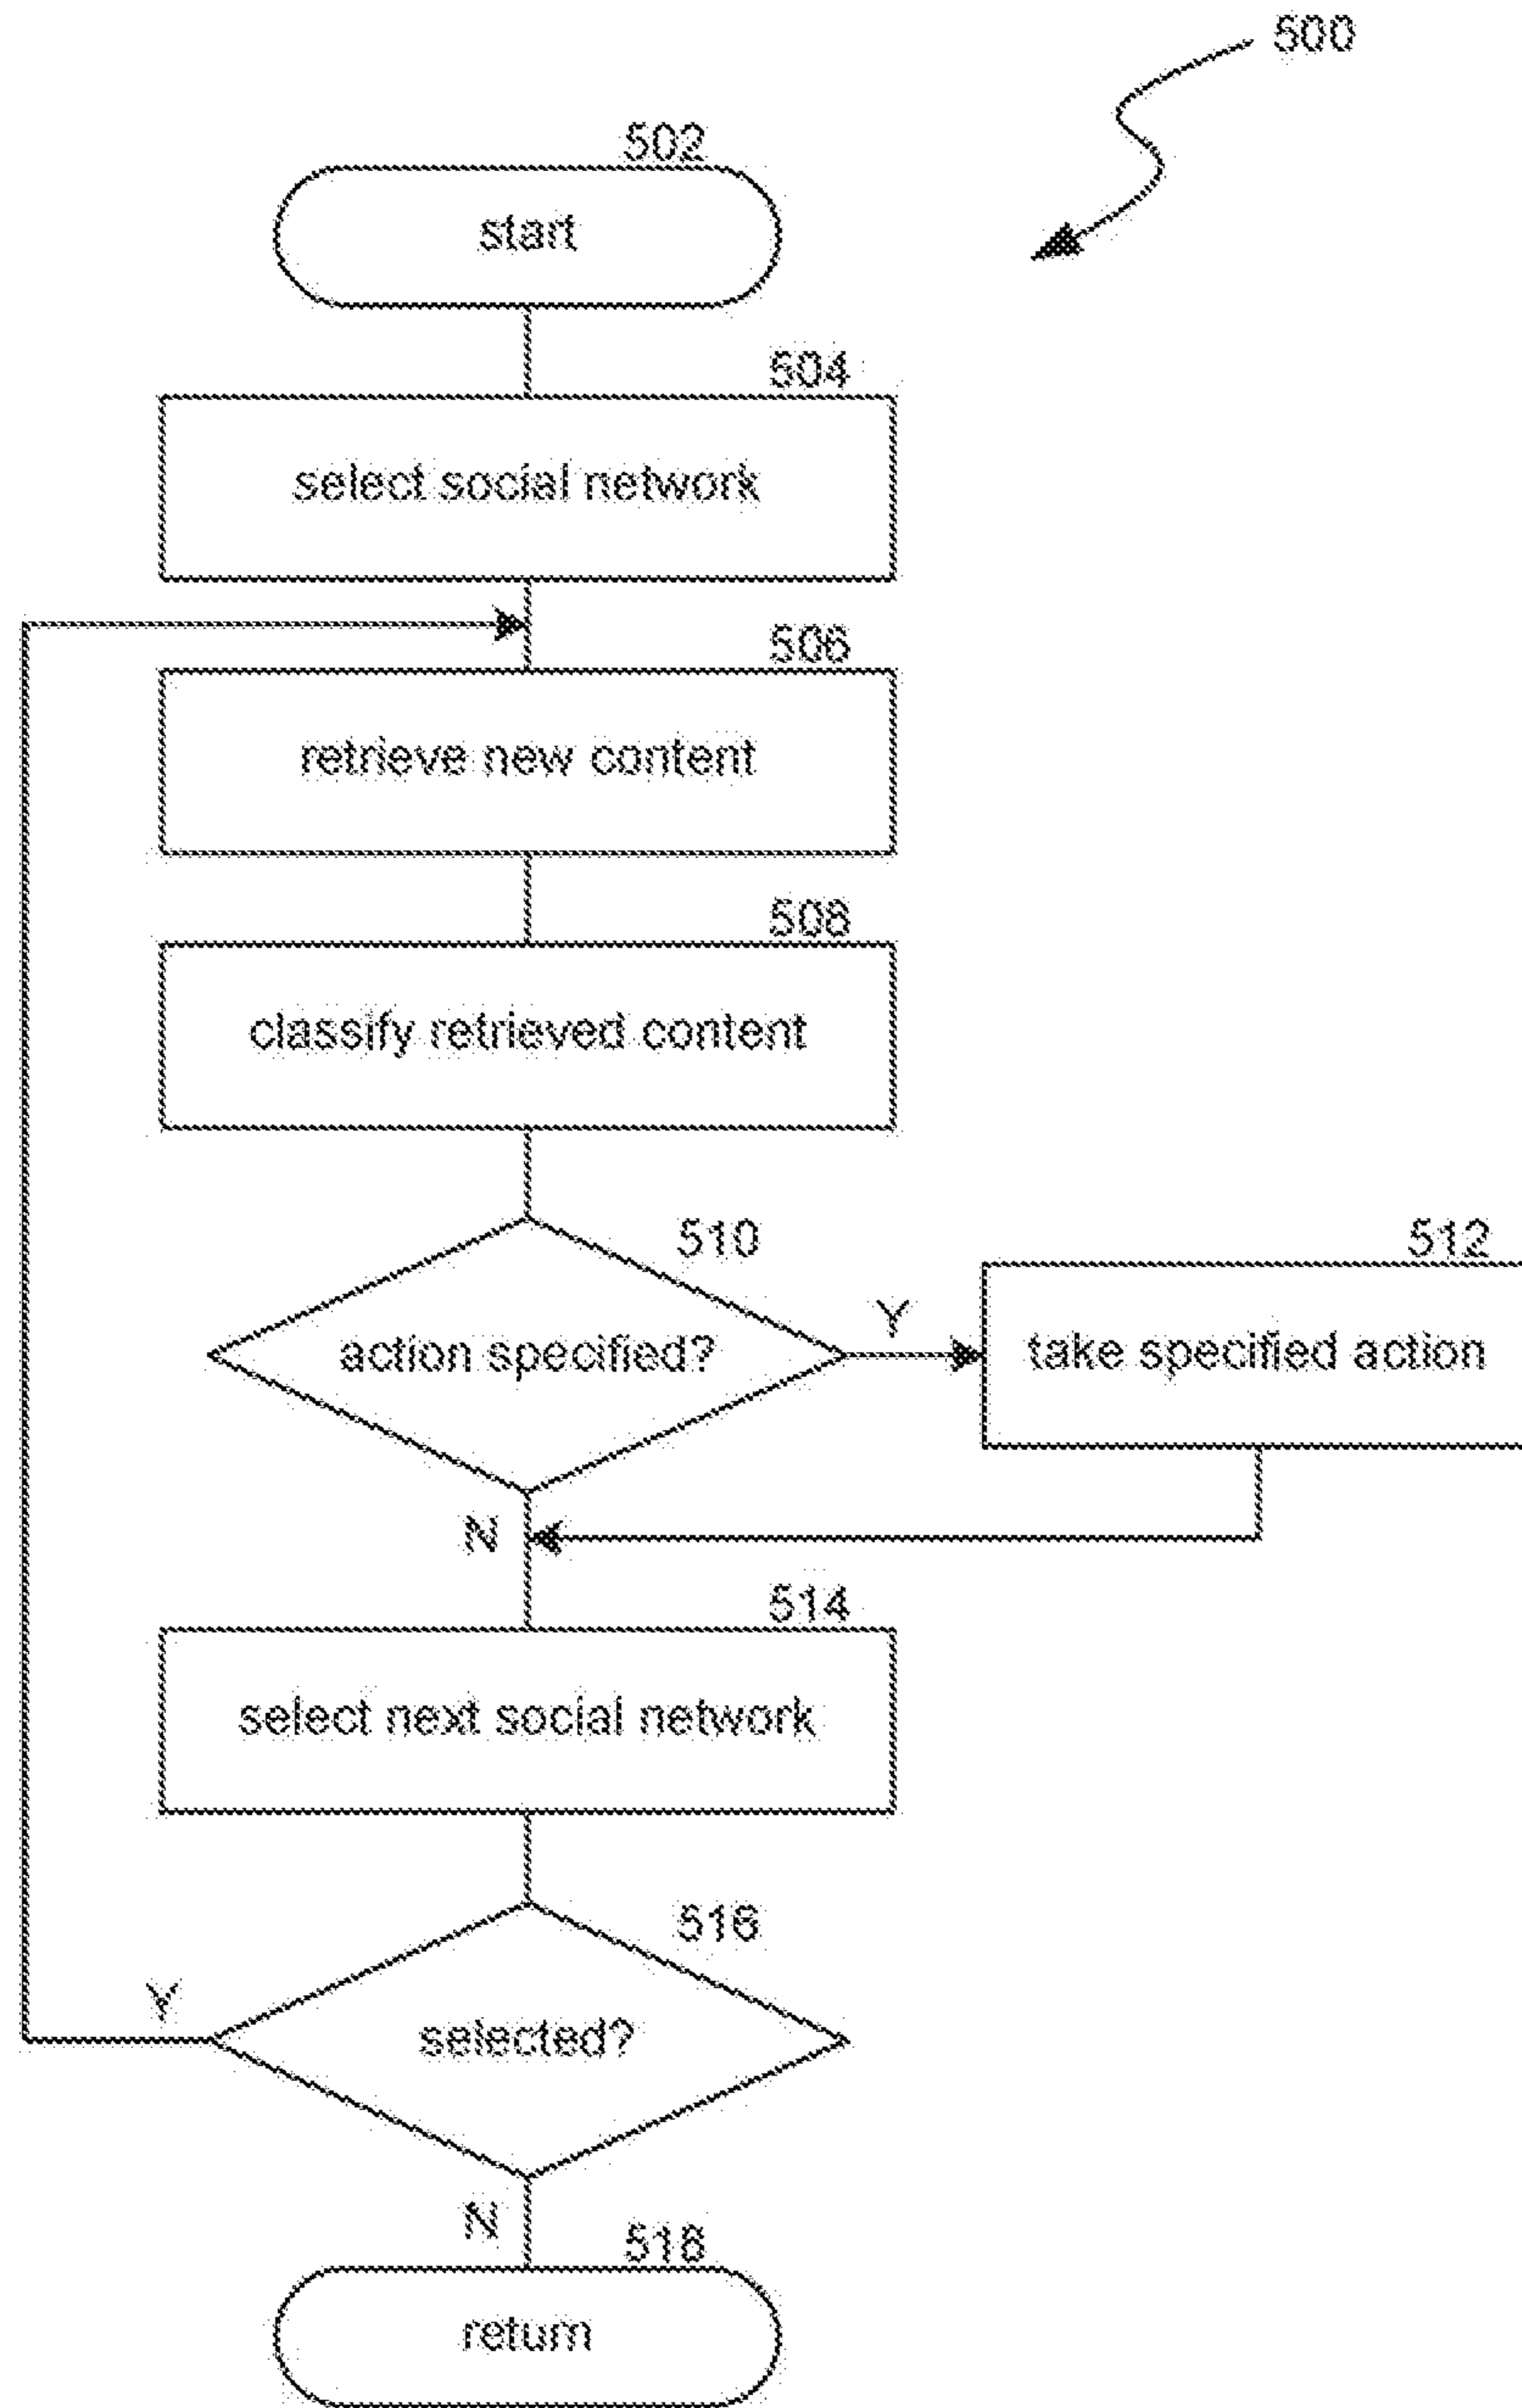 500
502
start
504
select social network
506
retrieve new content
508
classify retrieved content
510
action specified?
Y
512
take specified action
N
514
select next social network
516
selected?
Y
N
518
return